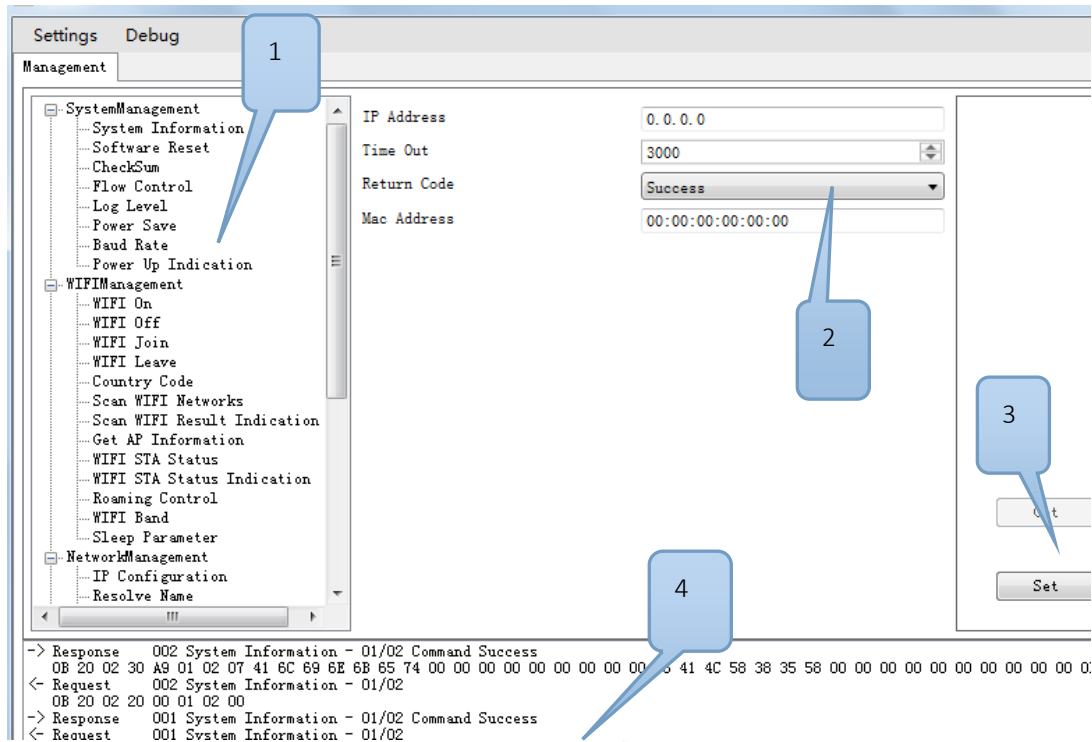 Settings Debug
1
Management
SystemManagement
System Information
Software Reset
CheckSum
Flow Control
Log Level
Power Save
Baud Rate
Power Up Indication
WIFIManagement
WIFI On
WIFI Off
WIFI Join
WIFI Leave
Country Code
Scan WIFI Networks
Scan WIFI Result Indication
Get AP Information
WIFI STA Status
WIFI STA Status Indication
Roaming Control
WIFI Band
Sleep Parameter
NetworkManagement
IP Configuration
Resolve Name
IP Address 0.0.0.0
Time Out 3000
Return Code Success
Mac Address 00:00:00:00:00:00
2
3
Set
4
-> Response 002 System Information - 01/02 Command Success
0B 20 02 30 A9 01 02 07 41 6C 69 6E 6B 65 74 00 00 00 00 00 00 00 00 00 41 4C 58 38 35 58 00 00 00 00 00 00 00 00 00 00
<- Request 002 System Information - 01/02
0B 20 02 20 00 01 02 00
-> Response 001 System Information - 01/02 Command Success
<- Request 001 System Information - 01/02